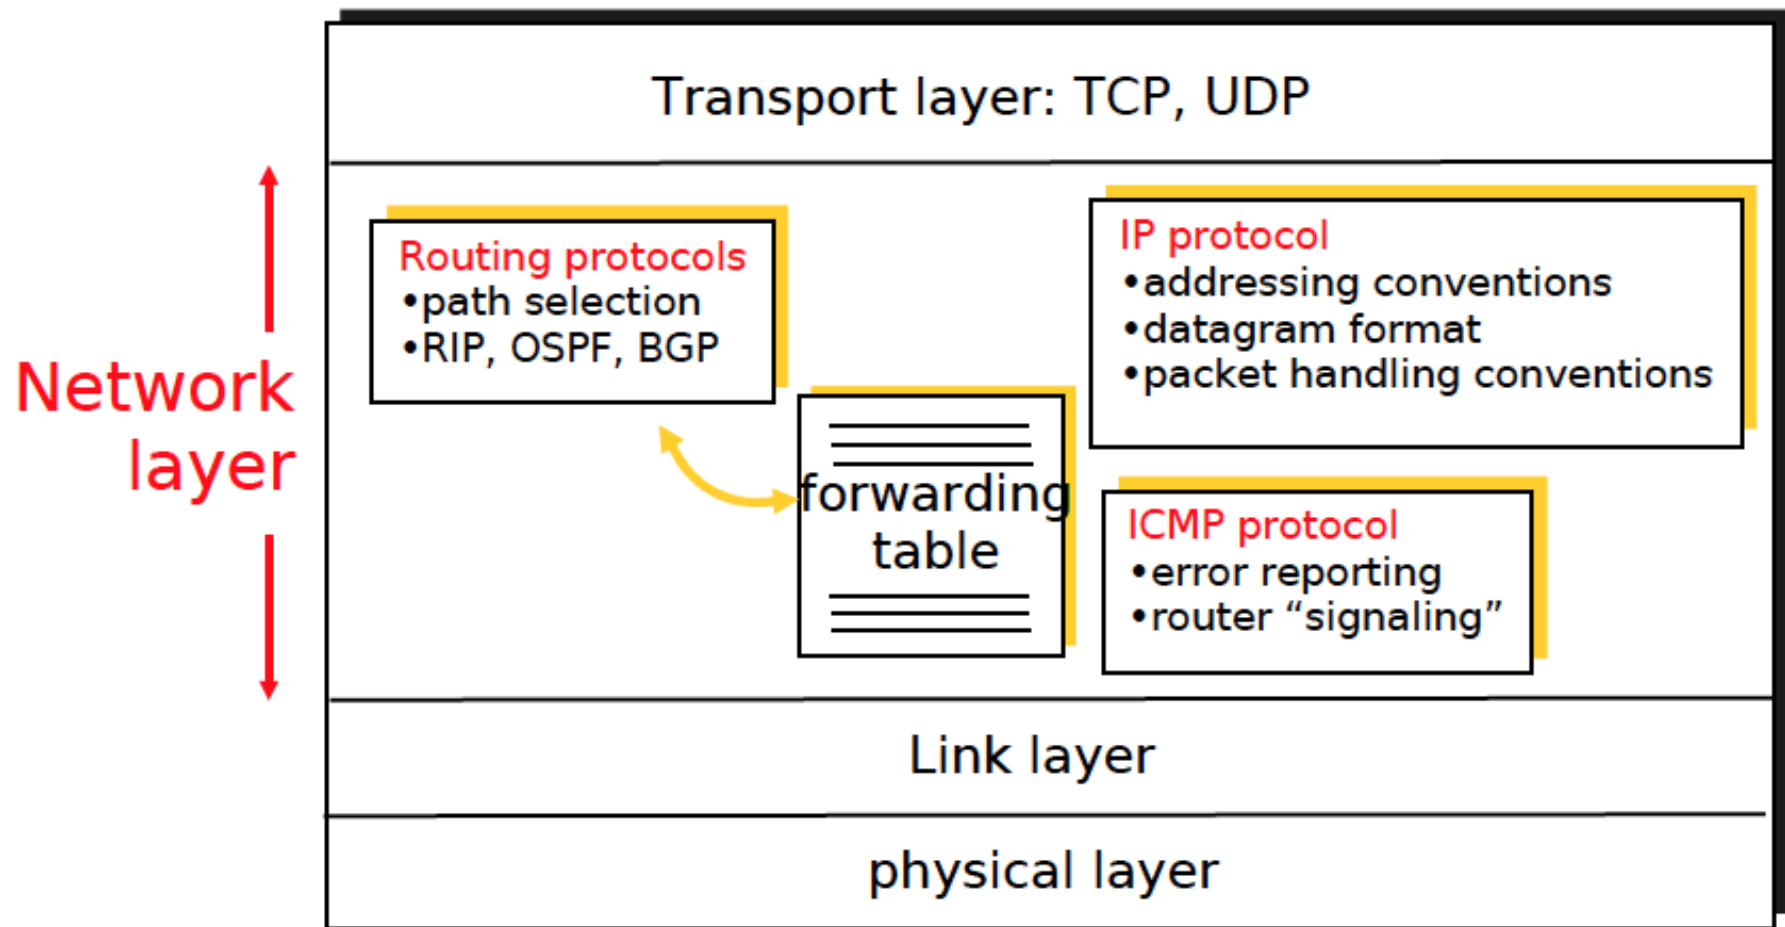 Transport layer: TCP, UDP
Network
layer
Routing protocols
•path selection
•RIP, OSPF, BGP
forwarding
table
IP protocol
•addressing conventions
•datagram format
•packet handling conventions
ICMP protocol
•error reporting
•router “signaling”
Link layer
physical layer